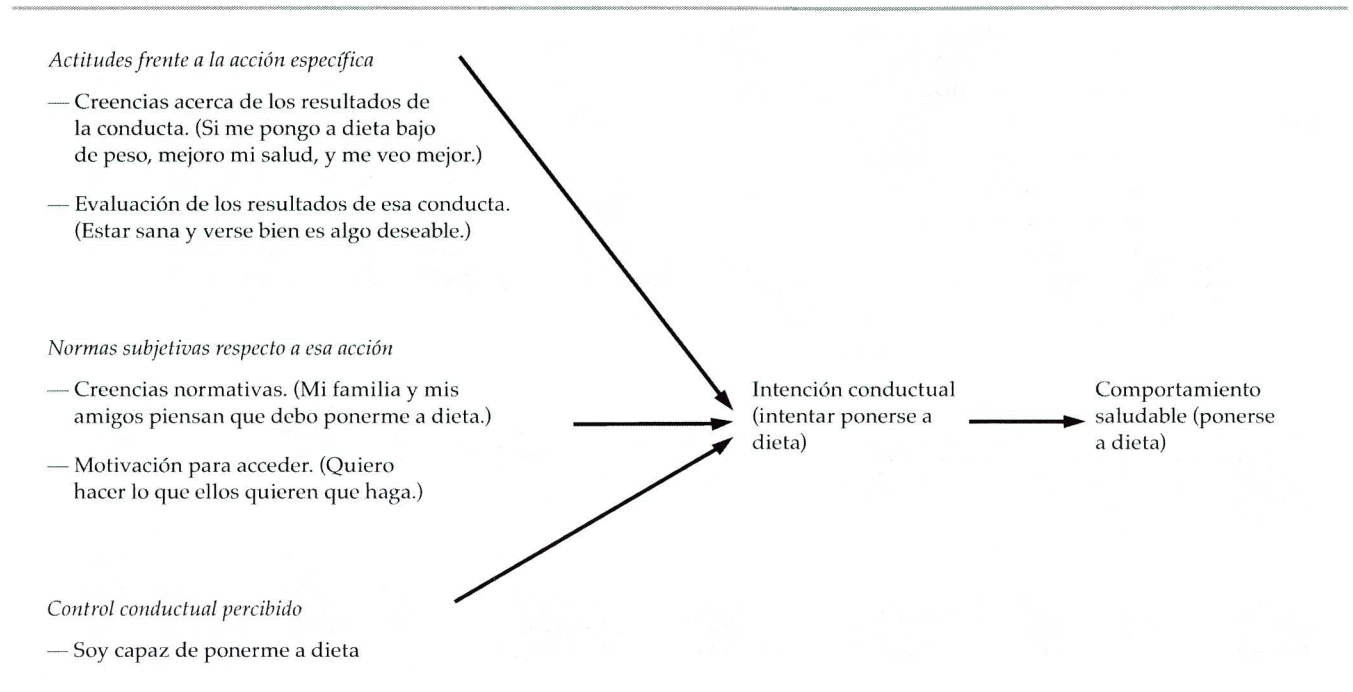 Actitudes frente a la acción específica
— Creencias acerca de los resultados de
la conducta. (Si me pongo a dieta bajo
de peso, mejoro mi salud, y me veo mejor.)
— Evaluación de los resultados de esa conducta.
(Estar sana y verse bien es algo deseable.)
Normas subjetivas respecto a esa acción
— Creencias normativas. (Mi familia y mis
amigos piensan que debo ponerme a dieta.)
— Motivación para acceder. (Quiero
hacer lo que ellos quieren que haga.)
Control conductual percibido
— Soy capaz de ponerme a dieta
Intención conductual
(intentar ponerse a
dieta)
Comportamiento
saludable (ponerse
a dieta)